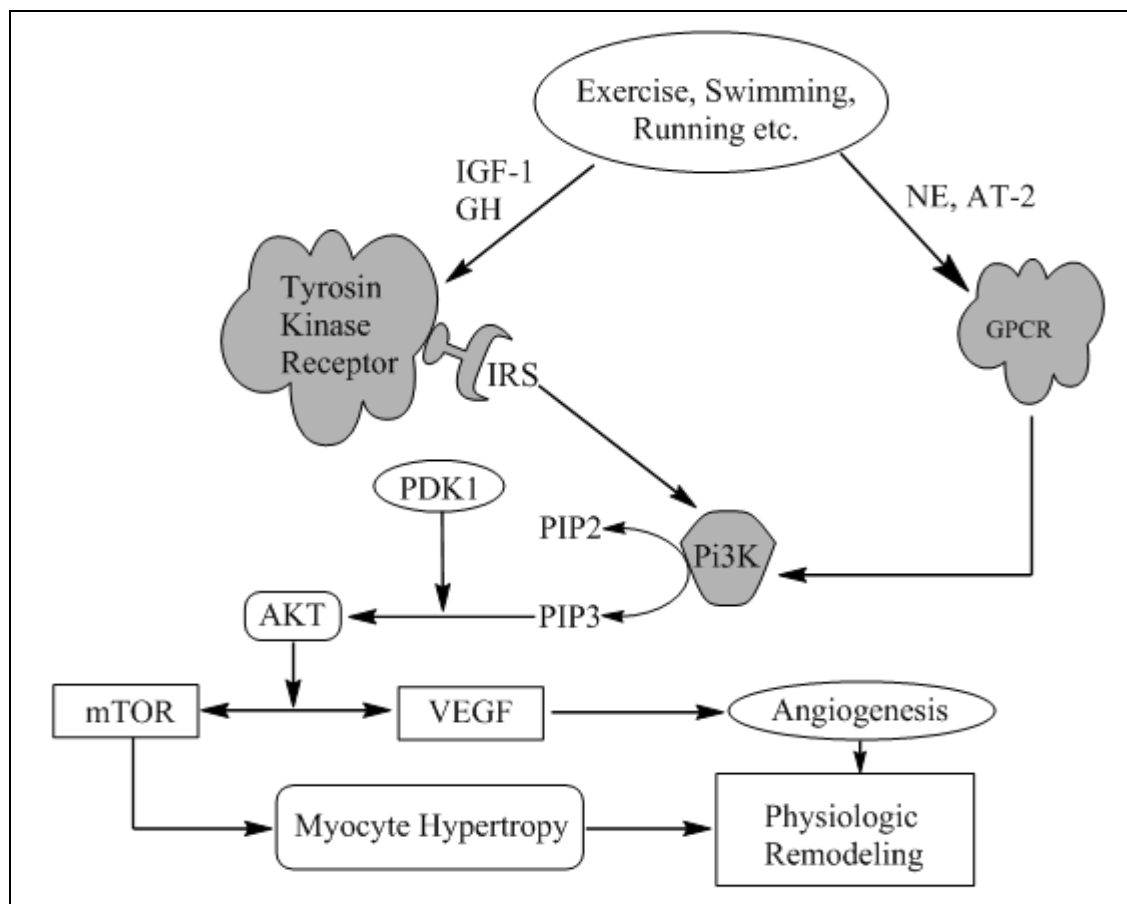 Exercise, Swimming,
Running etc.
IGF-1
GH
NE, AT-2
Tyrosin
Kinase
Receptor
IRS
GPCR
PDK1
PIP2
Pi3K
PIP3
AKT
mTOR
VEGF
Angiogenesis
Myocyte Hypertropy
Physiologic
Remodeling